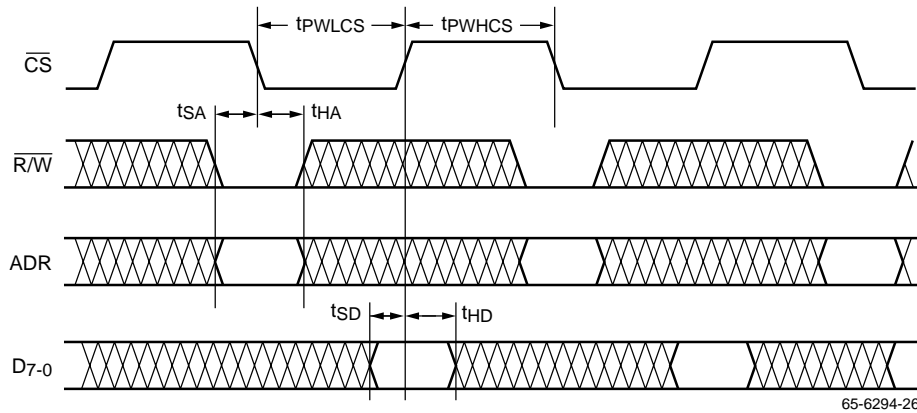 tPWLCS tPWHCS
CS
tSA tHA
R/W
ADR
tSD tHD
D7-0
65-6294-26